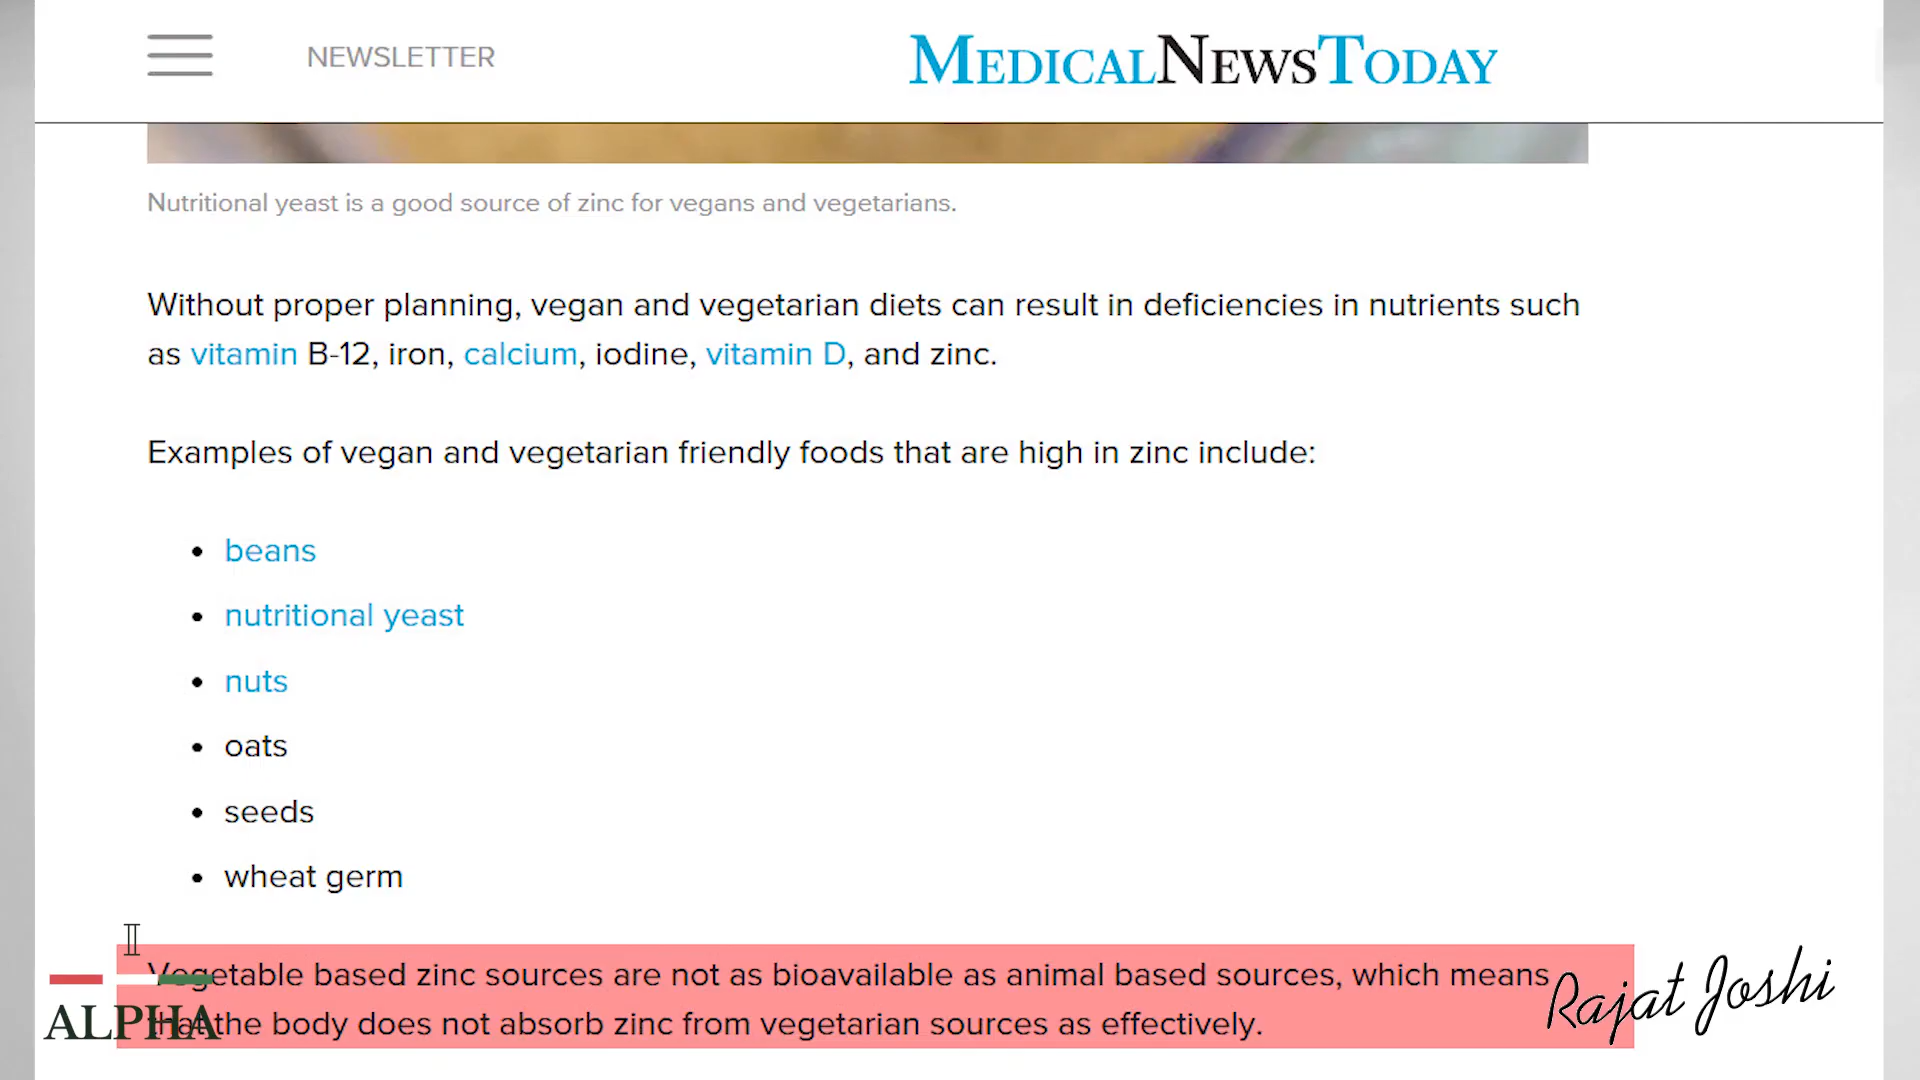 NEWSLETTER
MEDICALNEWSTODAY
Nutritional yeast is a good source of zinc for vegans and vegetarians.
Without proper planning, vegan and vegetarian diets can result in deficiencies in nutrients such
as vitamin B-12, iron, calcium, iodine, vitamin D, and zinc.
Examples of vegan and vegetarian friendly foods that are high in zinc include:
• beans
• nutritional yeast
• nuts
• oats
• seeds
• wheat germ
Vegetable based zinc sources are not as bioavailable as animal based sources, which means
that the body does not absorb zinc from vegetarian sources as effectively.
ALPHA
Rajat Joshi